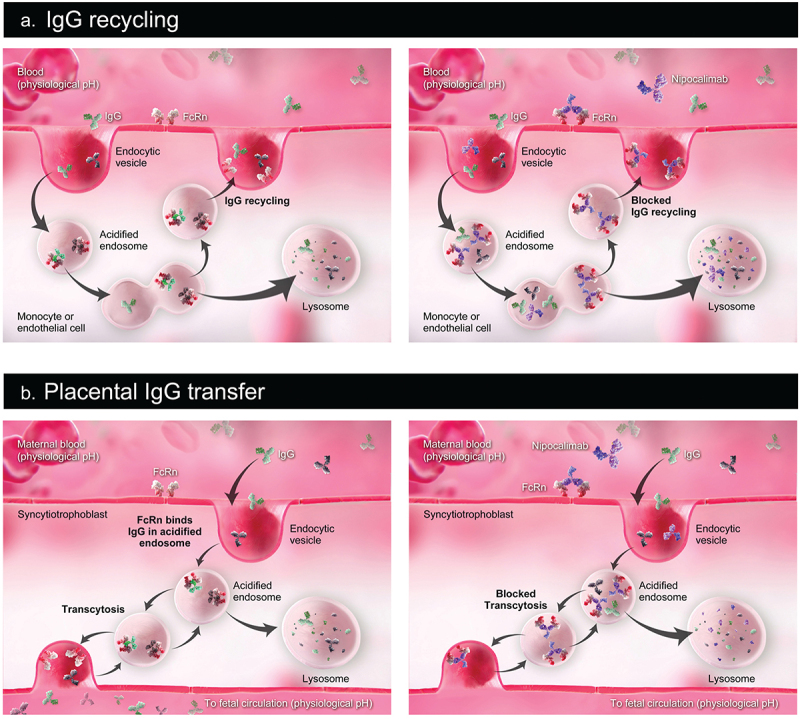 a. IgG recycling
Blood
(physiological pH)
IgG
FcRn
Endocytic
vesicle
IgG recycling
Acidified
endosome
Monocyte or
endothelial cell
Lysosome
Blood
(physiological pH)
Nipocalimab
IgG
FcRn
Endocytic
vesicle
Blocked
IgG recycling
Acidified
endosome
Monocyte or
endothelial cell
Lysosome
b. Placental IgG transfer
Maternal blood
(physiological pH)
IgG
FcRn
Syncytiotrophoblast
FcRn binds
IgG in acidified
endosome
Endocytic
vesicle
Acidified
endosome
Transcytosis
Lysosome
To fetal circulation (physiological pH)
Maternal blood
(physiological pH)
Nipocalimab
IgG
FcRn
Syncytiotrophoblast
Endocytic
vesicle
Blocked
Transcytosis
Acidified
endosome
Lysosome
To fetal circulation (physiological pH)